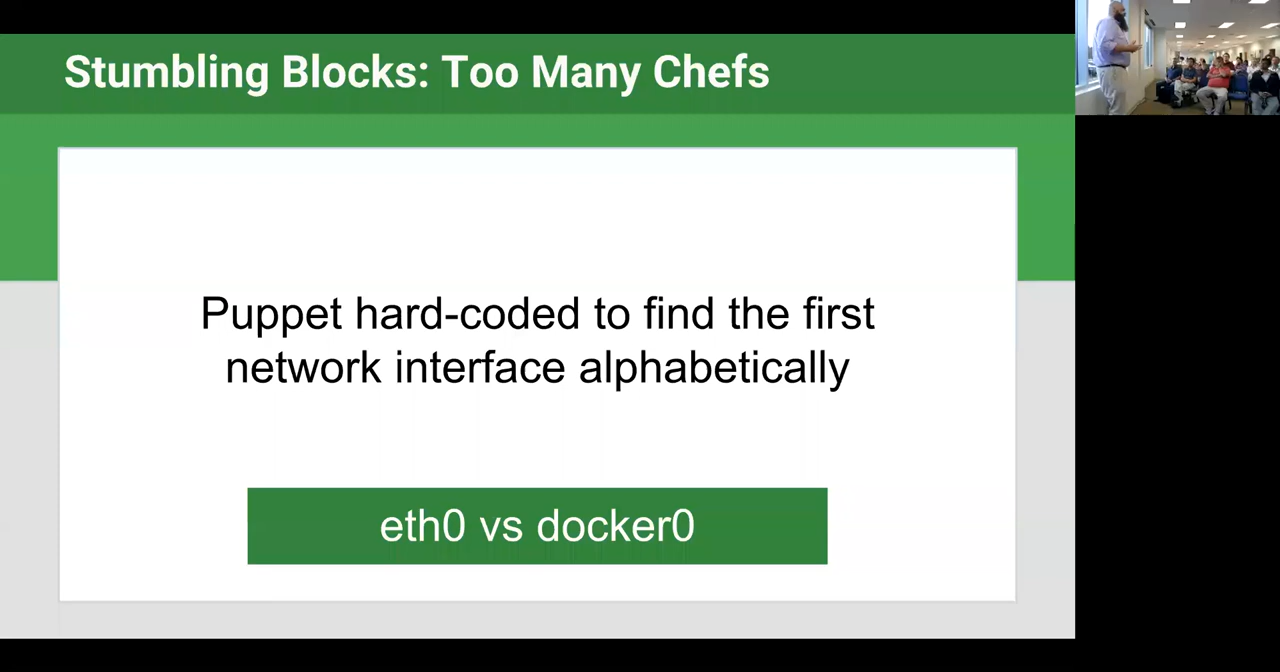 Stumbling Blocks: Too Many Chefs
Puppet hard-coded to find the first
network interface alphabetically
eth0 vs docker0